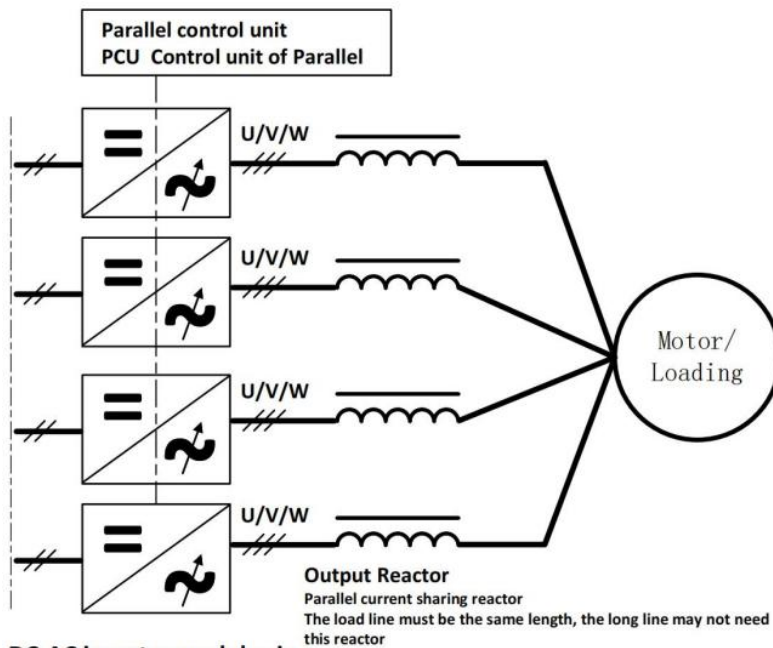 Parallel control unit
PCU Control unit of Parallel
U/V/W
U/V/W
Motor/
Loading
U/V/W
U/V/W
Output Reactor
Parallel current sharing reactor
The load line must be the same length, the long line may not need
this reactor